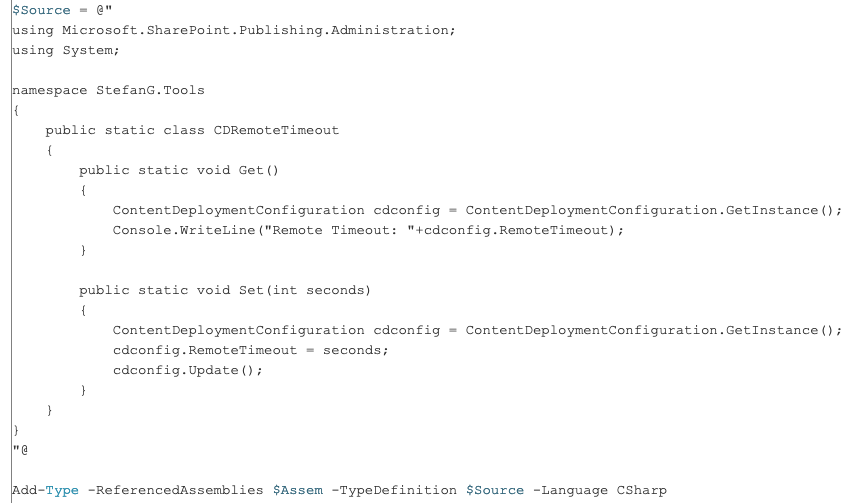 $Source = @"
using Microsoft.SharePoint.Publishing.Administration;
using System;

namespace StefanG.Tools
{
    public static class CDRemoteTimeout
    {
        public static void Get()
        {
            ContentDeploymentConfiguration cdconfig = ContentDeploymentConfiguration.GetInstance();
            Console.WriteLine("Remote Timeout: "+cdconfig.RemoteTimeout);
        }

        public static void Set(int seconds)
        {
            ContentDeploymentConfiguration cdconfig = ContentDeploymentConfiguration.GetInstance();
            cdconfig.RemoteTimeout = seconds;
            cdconfig.Update();
        }
    }
}
"@

Add-Type -ReferencedAssemblies $Assem -TypeDefinition $Source -Language CSharp